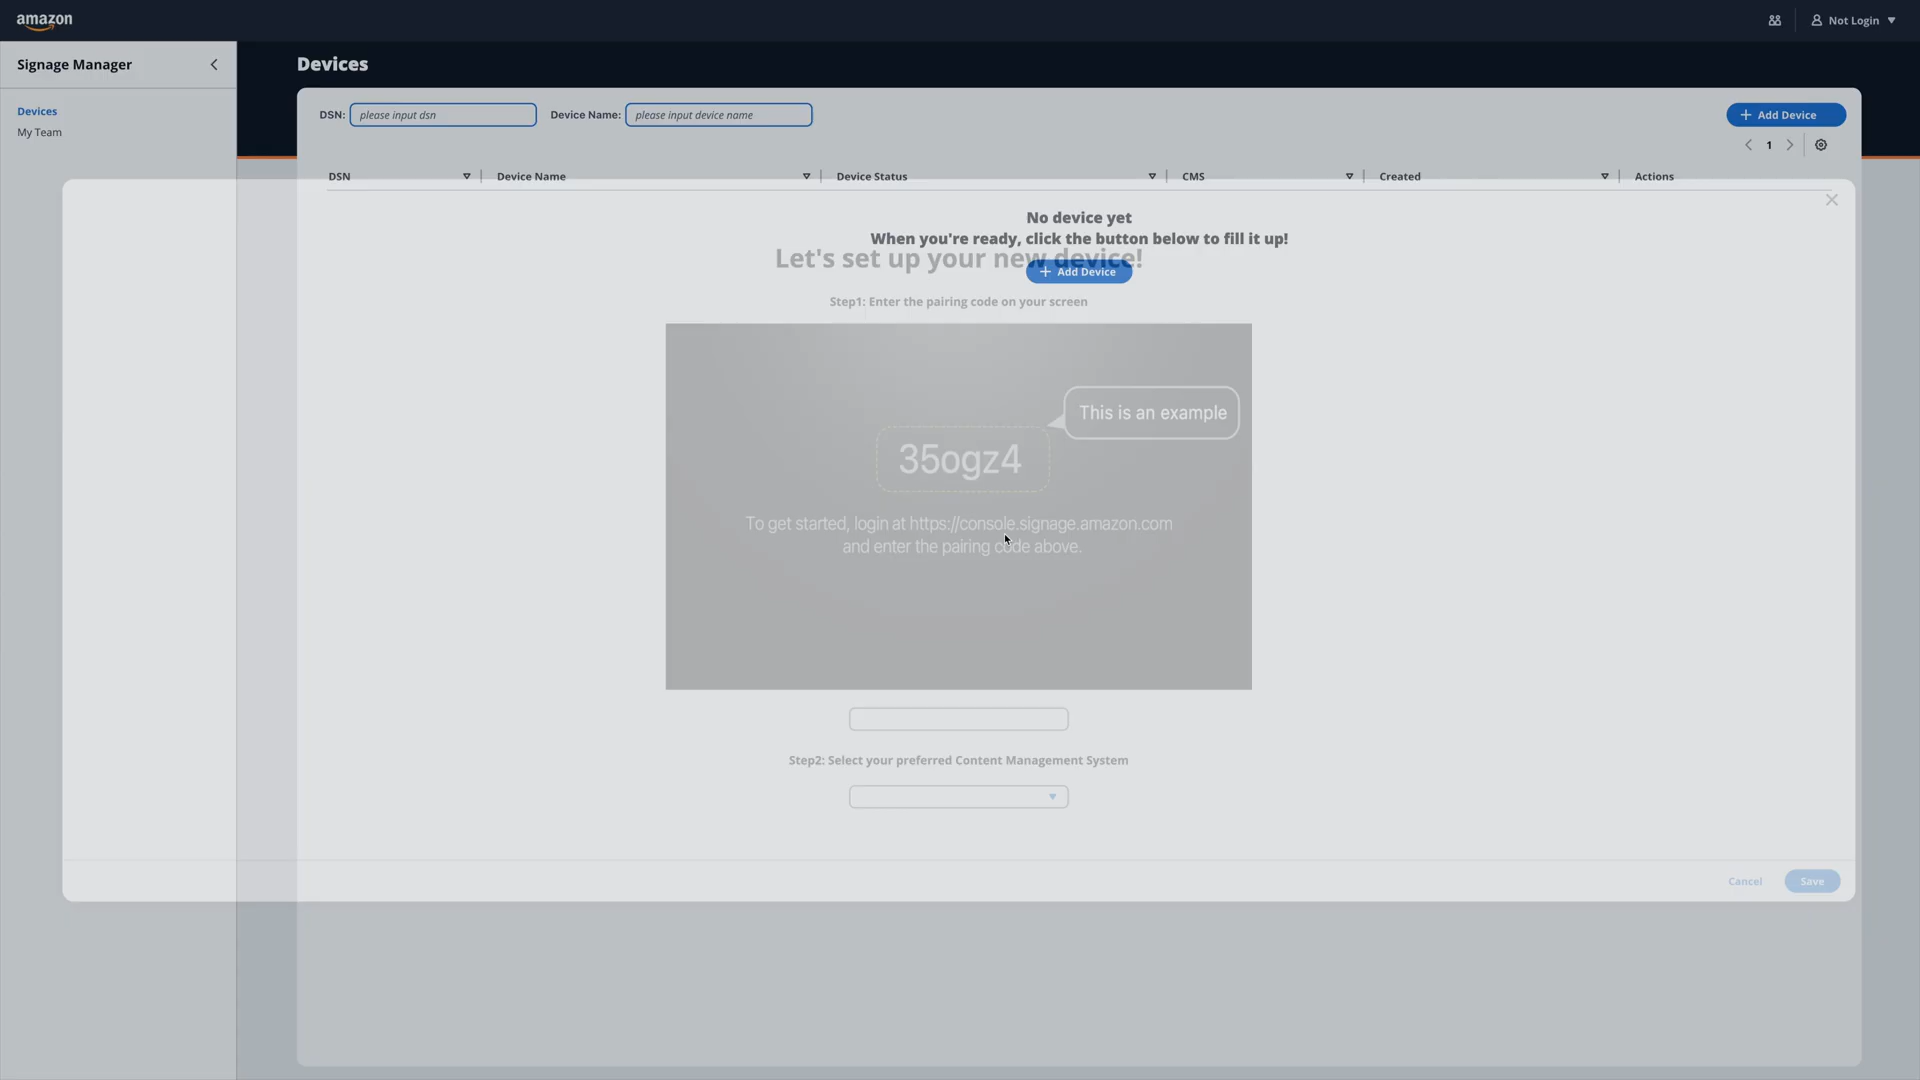 amazon
Not Login
Signage Manager
Devices
Devices
My Team
DSN: please input dsn Device Name: please input device name
+ Add Device
1
DSN Device Name Device Status CMS Created Actions
No device yet
When you're ready, click the button below to fill it up!
Let's set up your new device!
+ Add Device
Step1: Enter the pairing code on your screen
This is an example
35ogz4
To get started, login at https://console.signage.amazon.com
and enter the pairing code above.
Step2: Select your preferred Content Management System
Cancel Save